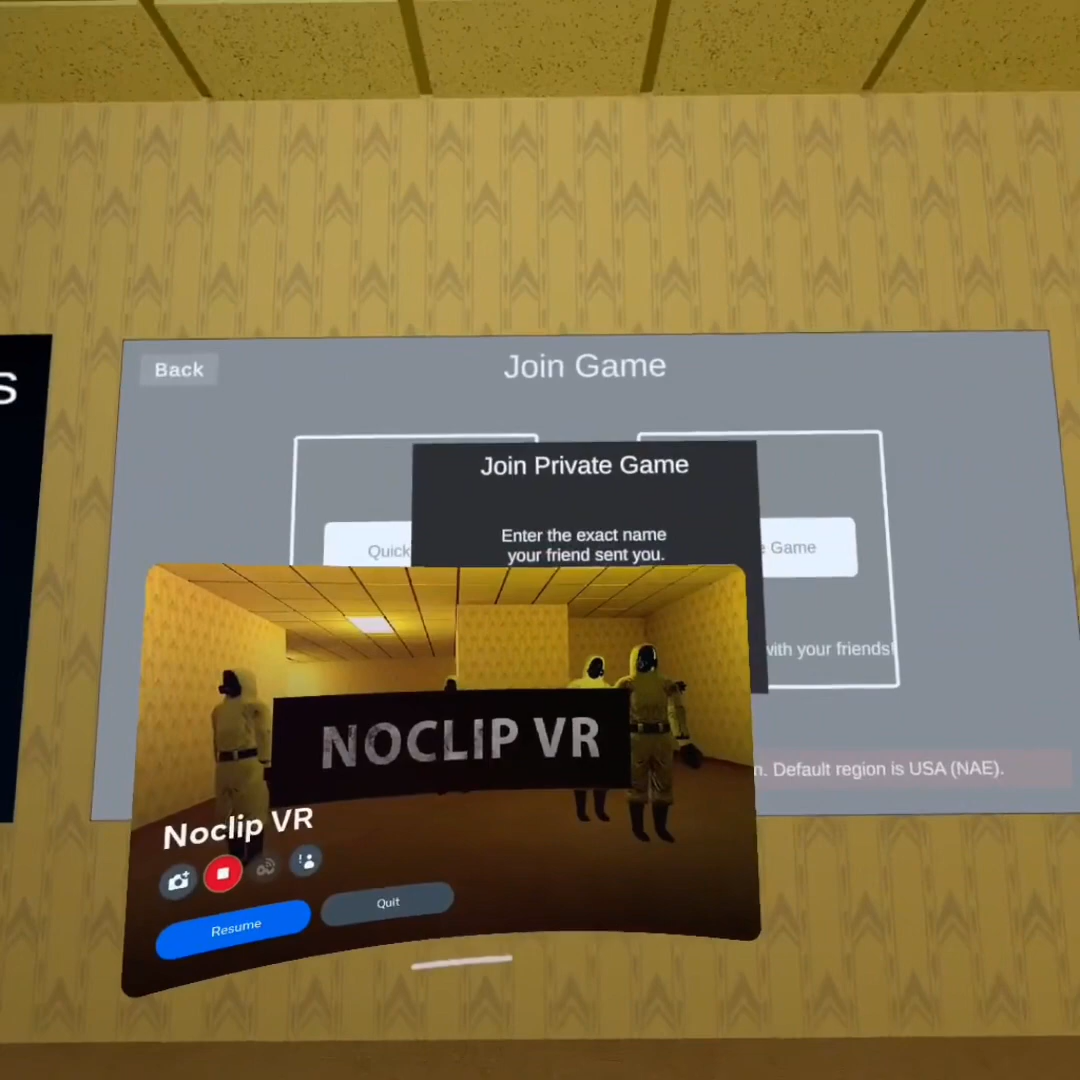 S
Back
Join Game
Join Private Game
Enter the exact name
your friend sent you.
Quick
Game
with your friends!
NOCLIP VR
Default region is USA (NAE).
Noclip VR
Resume
Quit